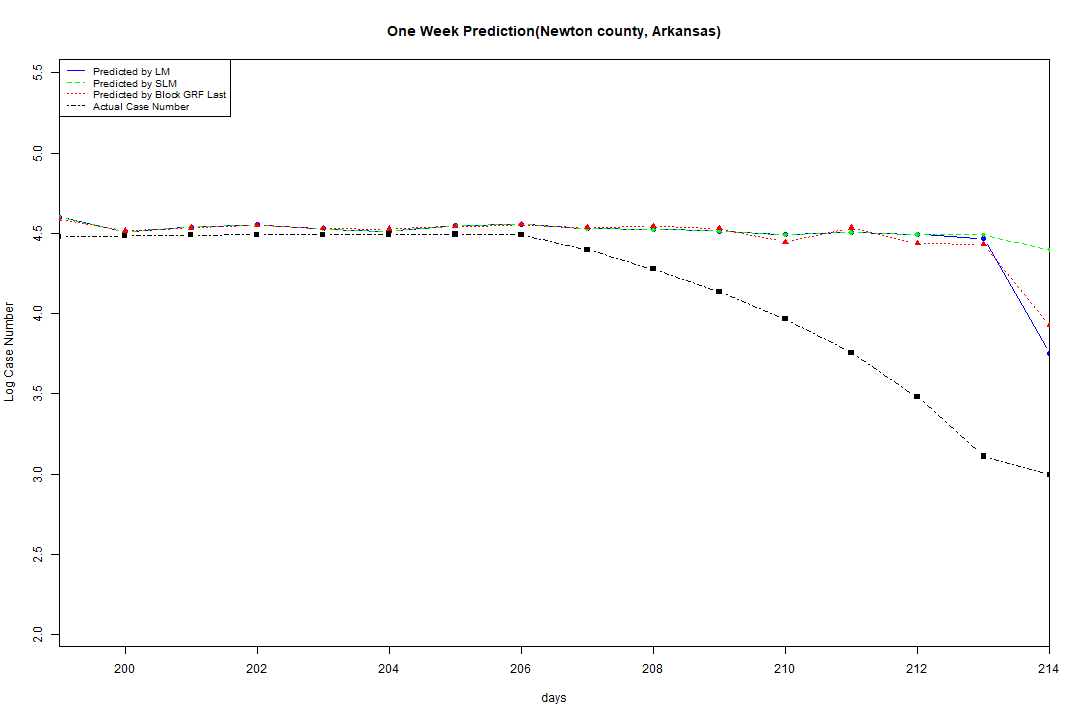 One Week Prediction(Newton county, Arkansas)
Predicted by LM
Predicted by SLM
Predicted by Block GRF Last
Actual Case Number
5.5
5.0
4.5
4.0
3.5
3.0
2.5
2.0
Log Case Number
200 202 204 206 208 210 212 214
days